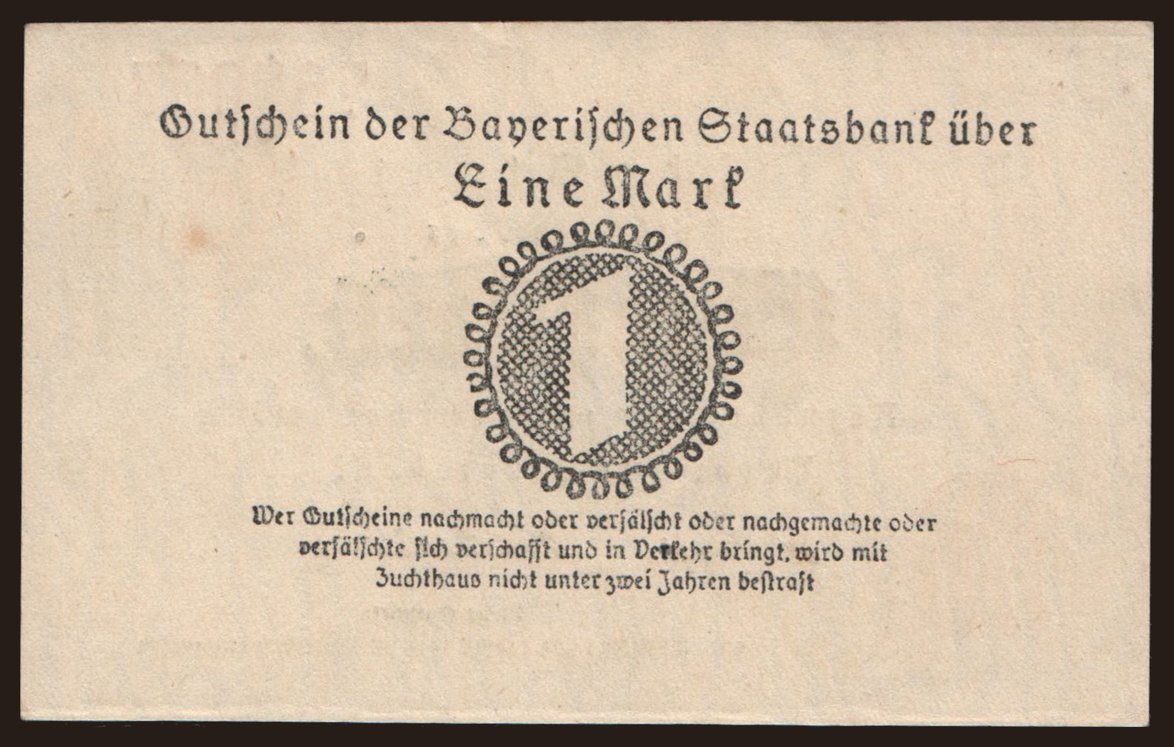 Gutschein der Bayerischen Staatsbank über
Eine Mark
1
Wer Gutscheine nachmacht oder verfälscht oder nachgemachte oder
verfälschte sich verschafft und in Verkehr bringt, wird mit
Zuchthaus nicht unter zwei Jahren bestraft